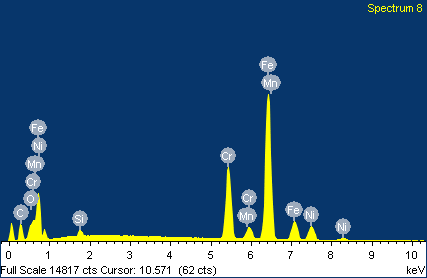 Spectrum 8
Fe
Fe
Mn
Fe
Ni
Mn
Cr
Cr
O
Cr
C
Si
Mn
Fe
Ni
Ni
0 1 2 3 4 5 6 7 8 9 10
Full Scale 14817 cts Cursor: 10.571 (62 cts) keV